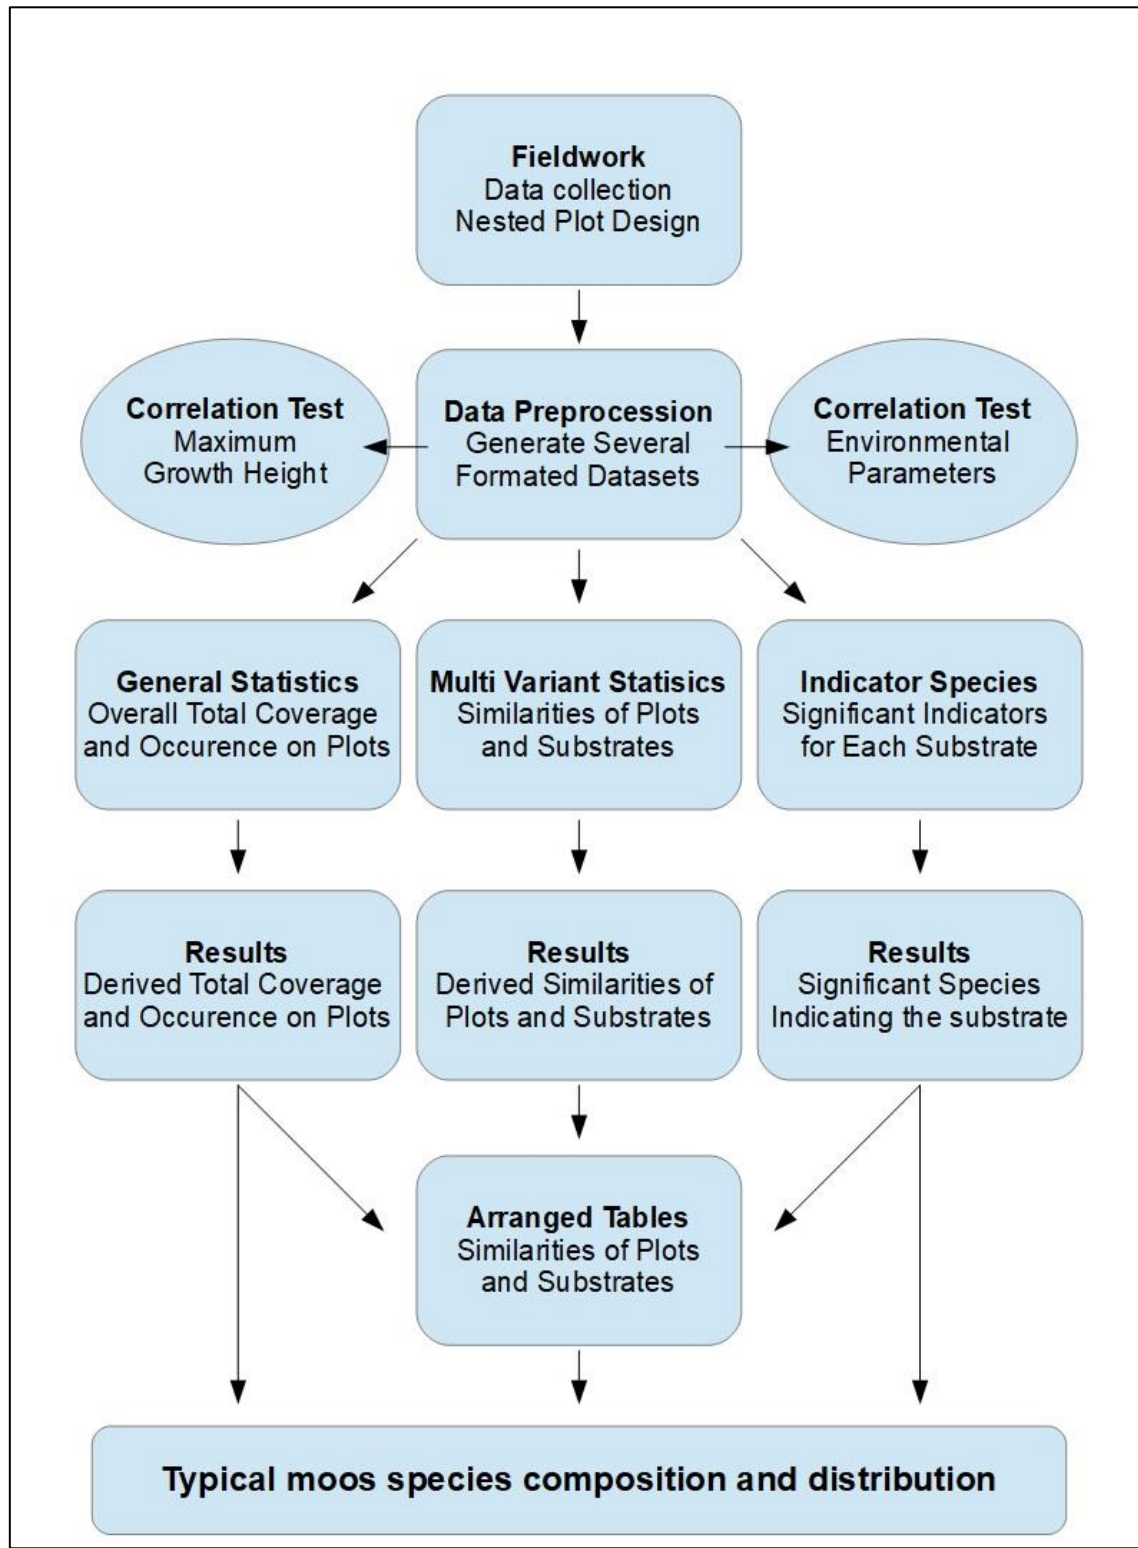 Fieldwork
Data collection
Nested Plot Design
Correlation Test
Maximum
Growth Height
Data Preprocession
Generate Several
Formated Datasets
Correlation Test
Environmental
Parameters
General Statistics
Overall Total Coverage
and Occurence on Plots
Multi Variant Statisics
Similarities of Plots
and Substrates
Indicator Species
Significant Indicators
for Each Substrate
Results
Derived Total Coverage
and Occurence on Plots
Results
Derived Similarities of
Plots and Substrates
Results
Significant Species
Indicating the substrate
Arranged Tables
Similarities of Plots
and Substrates
Typical moos species composition and distribution